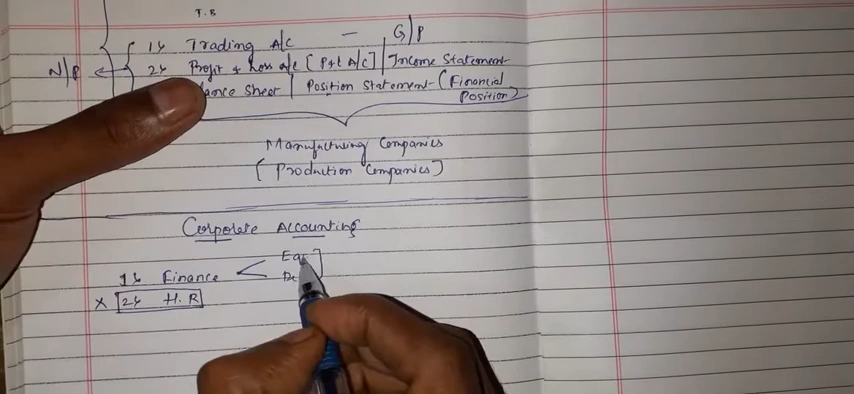 T.B
1) Trading A/c — G/P
N/P ← 2) Profit + Loss a/c [P+L A/c] | Income Statement
Sheet | Position Statement (Financial Position)
Manufacturing Companies
(Production Companies)
Corporate Accounting
1) Finance <
x 2) H.R